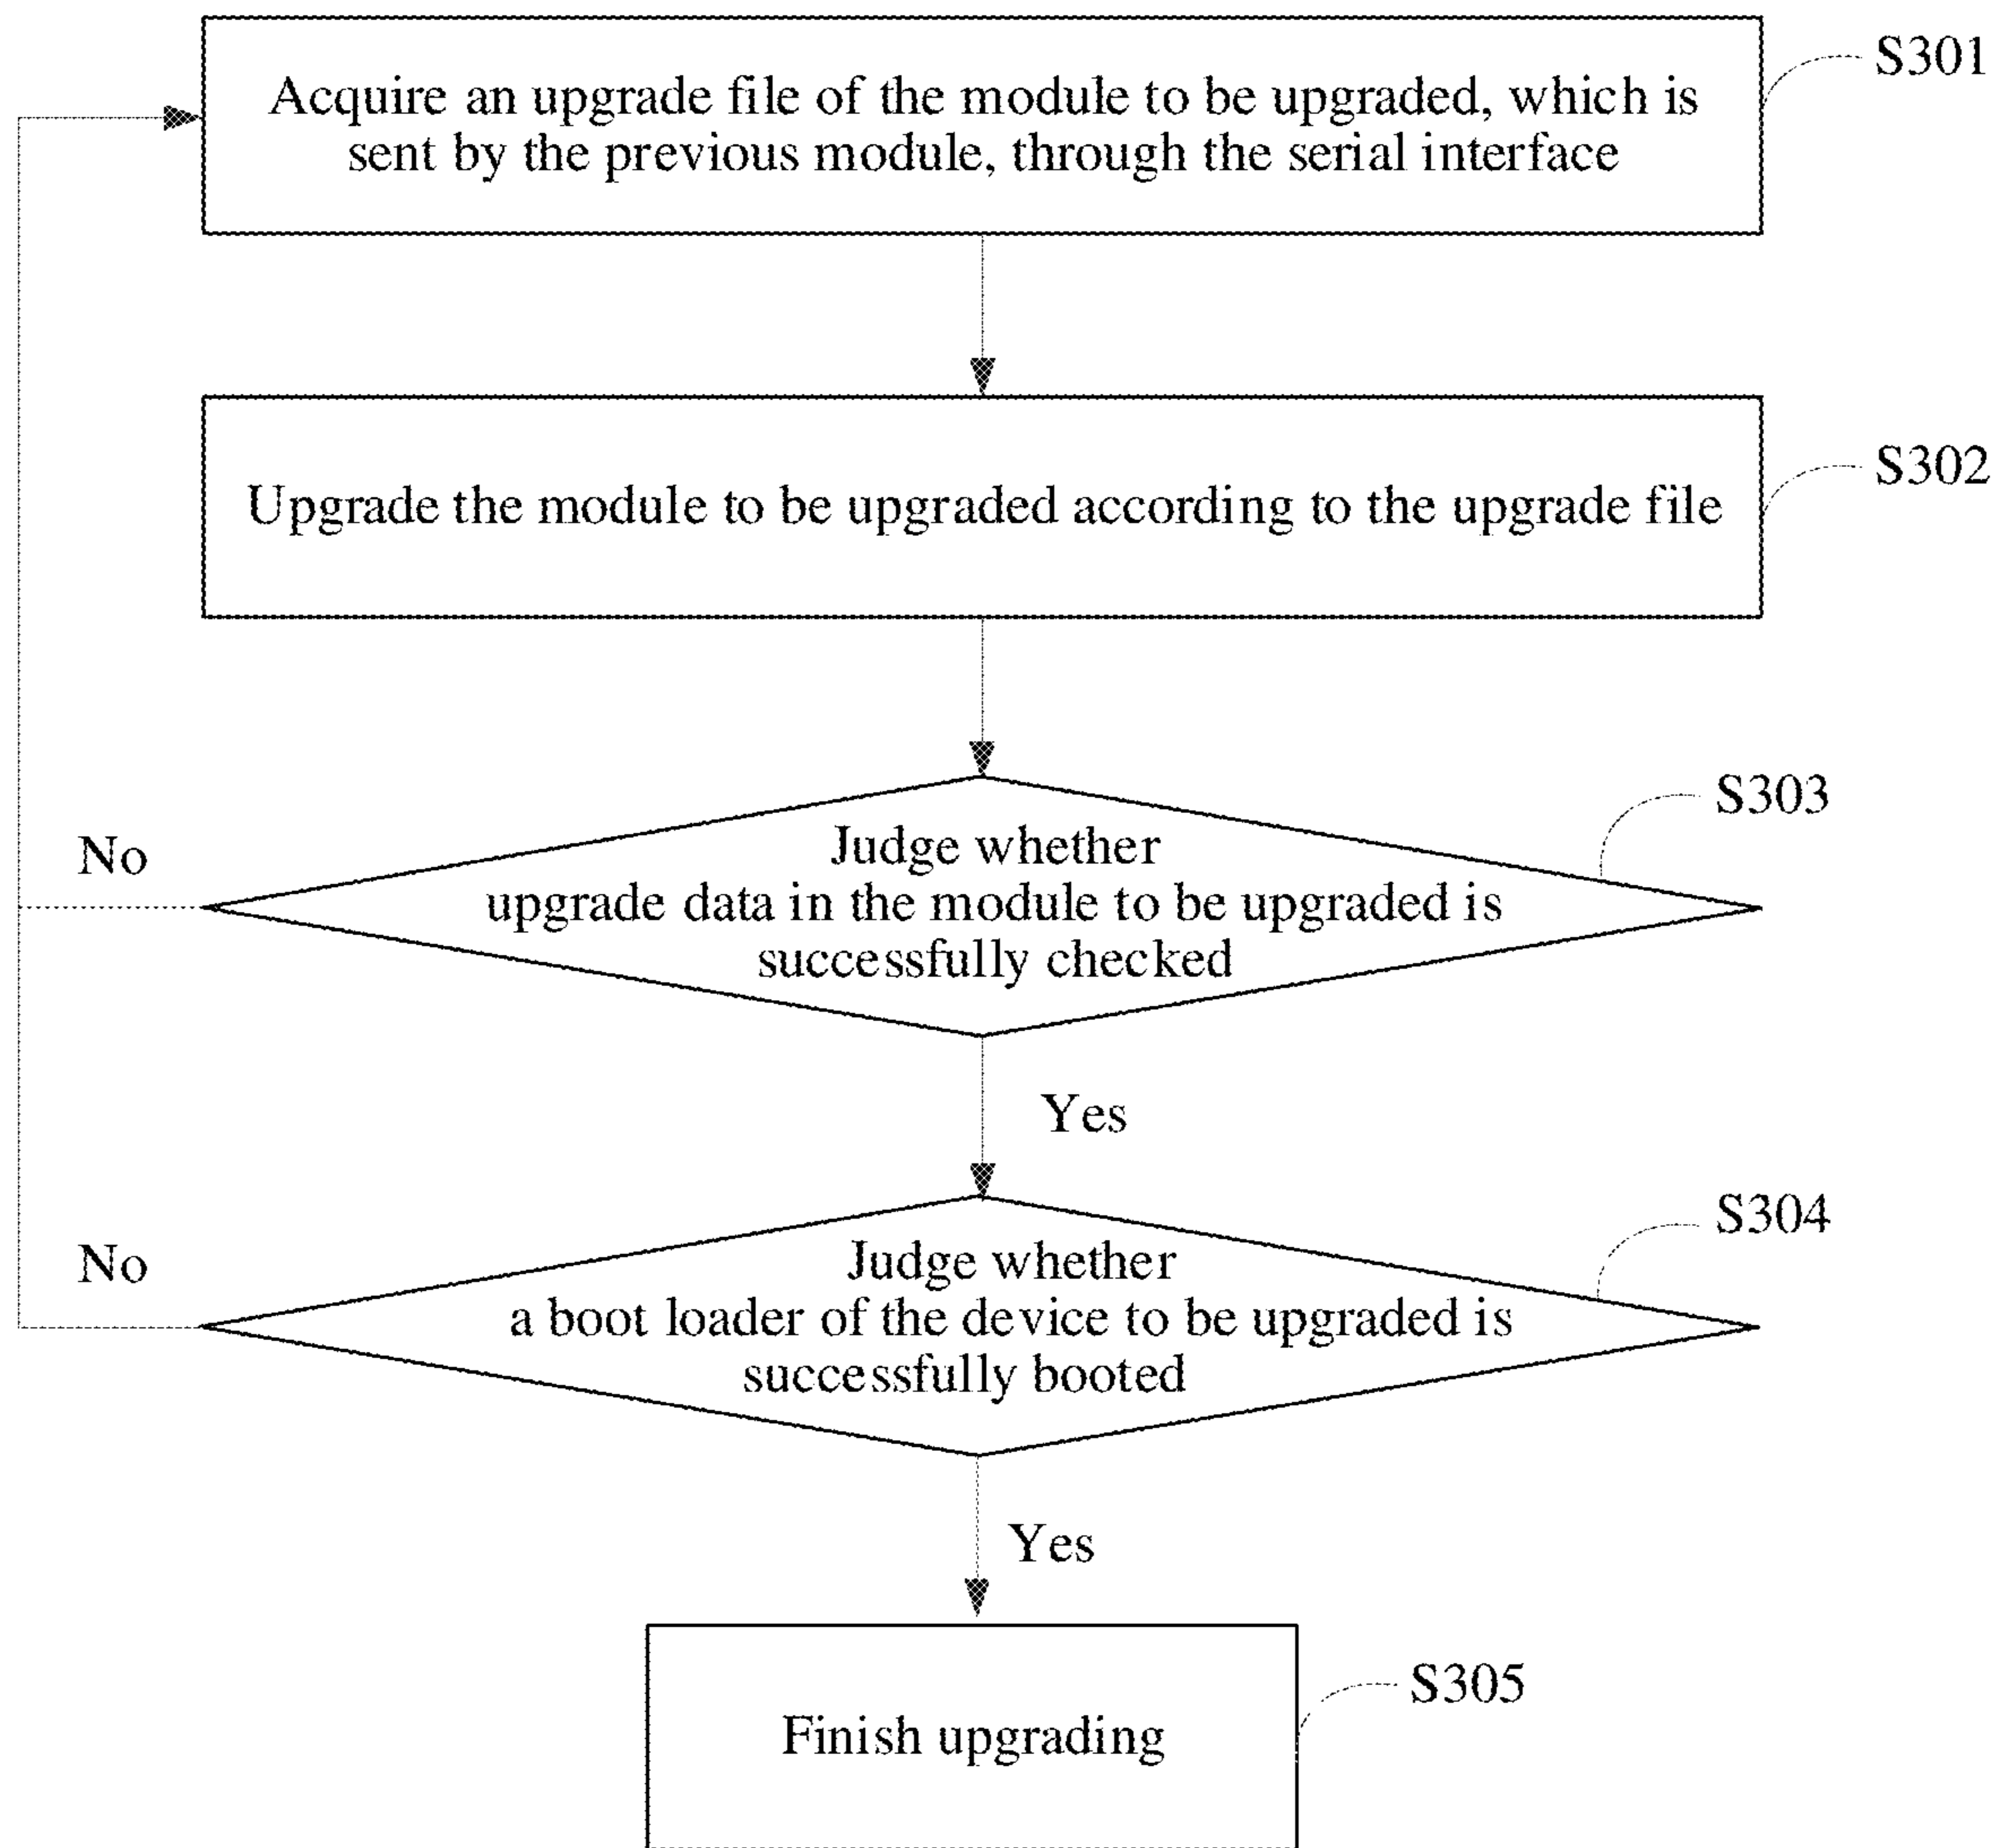 S301
Acquire an upgrade file of the module to be upgraded, which is
sent by the previous module, through the serial interface
S302
Upgrade the module to be upgraded according to the upgrade file
S303
No
Judge whether
upgrade data in the module to be upgraded is
successfully checked
Yes
S304
No
Judge whether
a boot loader of the device to be upgraded is
successfully booted
Yes
S305
Finish upgrading